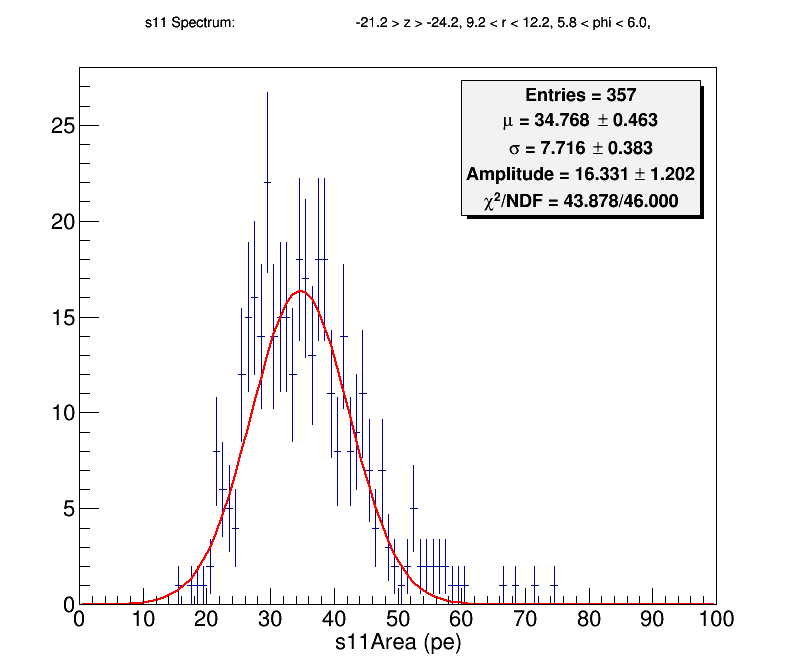 s11 Spectrum: -21.2 > z > -24.2, 9.2 < r < 12.2, 5.8 < phi < 6.0,
Entries = 357
μ = 34.768 ± 0.463
σ = 7.716 ± 0.383
Amplitude = 16.331 ± 1.202
χ²/NDF = 43.878/46.000
25
20
15
10
5
0
0 10 20 30 40 50 60 70 80 90 100
s11Area (pe)